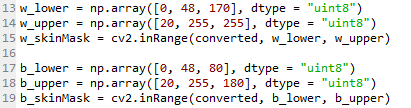 13 w_lower = np.array([0, 48, 170], dtype = "uint8")
14 w_upper = np.array([20, 255, 255], dtype = "uint8")
15 w_skinMask = cv2.inRange(converted, w_lower, w_upper)
16
17 b_lower = np.array([0, 48, 80], dtype = "uint8")
18 b_upper = np.array([20, 255, 180], dtype = "uint8")
19 b_skinMask = cv2.inRange(converted, b_lower, b_upper)